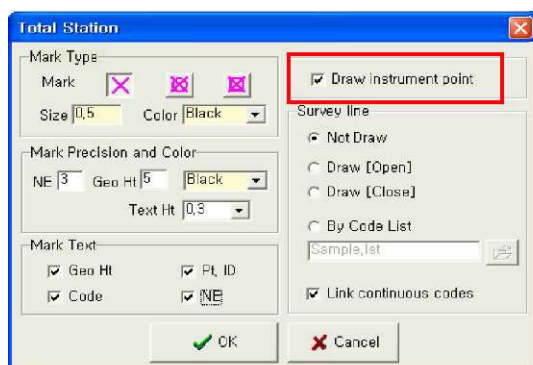 Total Station
Mark Type
Mark
Size 0,5 Color Black
Mark Precision and Color
NE 3 Geo Ht 5 Black
Text Ht 0,3
Mark Text
Geo Ht Pt, ID
Code NE
Draw instrument point
Survey line
Not Draw
Draw [Open]
Draw [Close]
By Code List
Sample,lst
Link continuous codes
OK Cancel